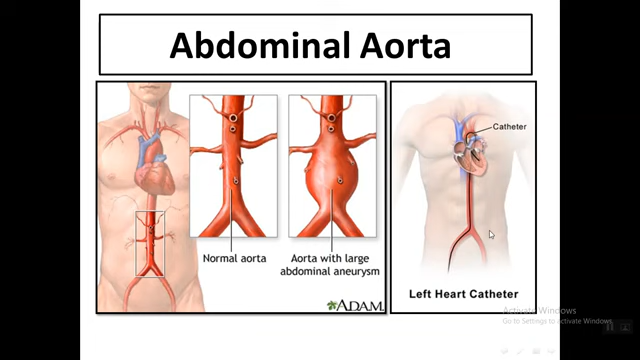 Abdominal Aorta
Normal aorta
Aorta with large
abdominal aneurysm
A.D.A.M.
Catheter
Left Heart Catheter
Activate Windows
Go to Settings to activate Windows.